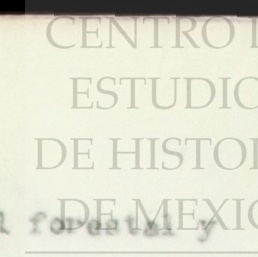 CENTRO
ESTUDIO
DE HISTO
DE MEXIC
l forestal y